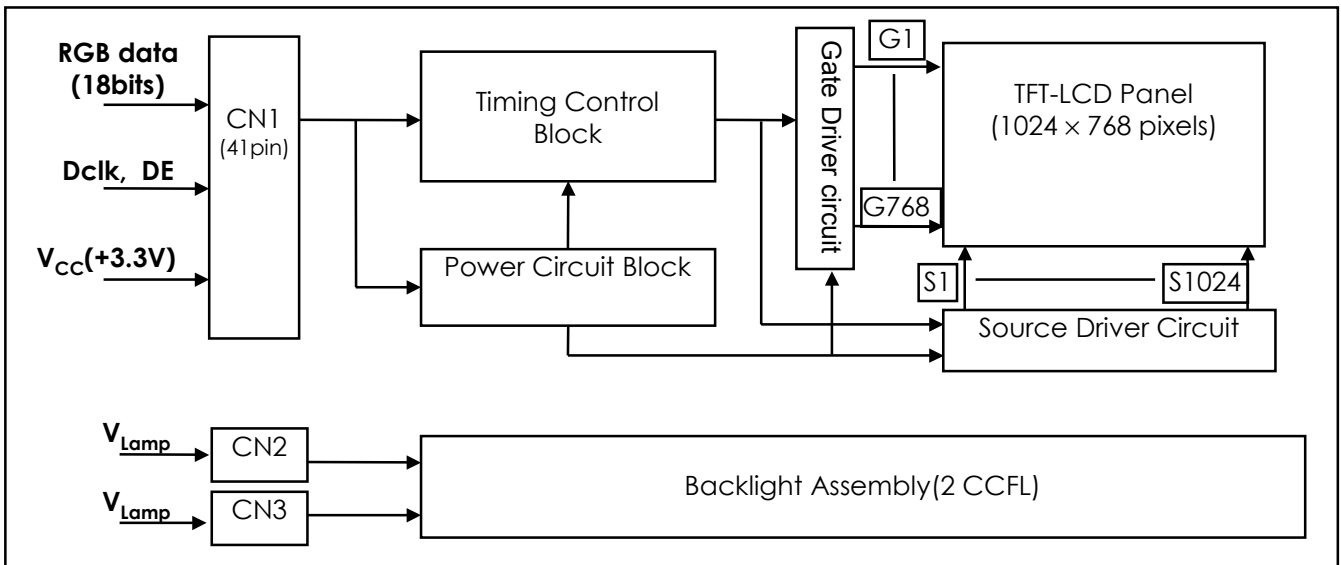 RGB data
(18bits)
Dclk, DE
VCC(+3.3V)
CN1
(41pin)
Timing Control
Block
Power Circuit Block
Gate Driver circuit
G1
G768
TFT-LCD Panel
(1024 × 768 pixels)
S1
S1024
Source Driver Circuit
VLamp
CN2
VLamp
CN3
Backlight Assembly(2 CCFL)